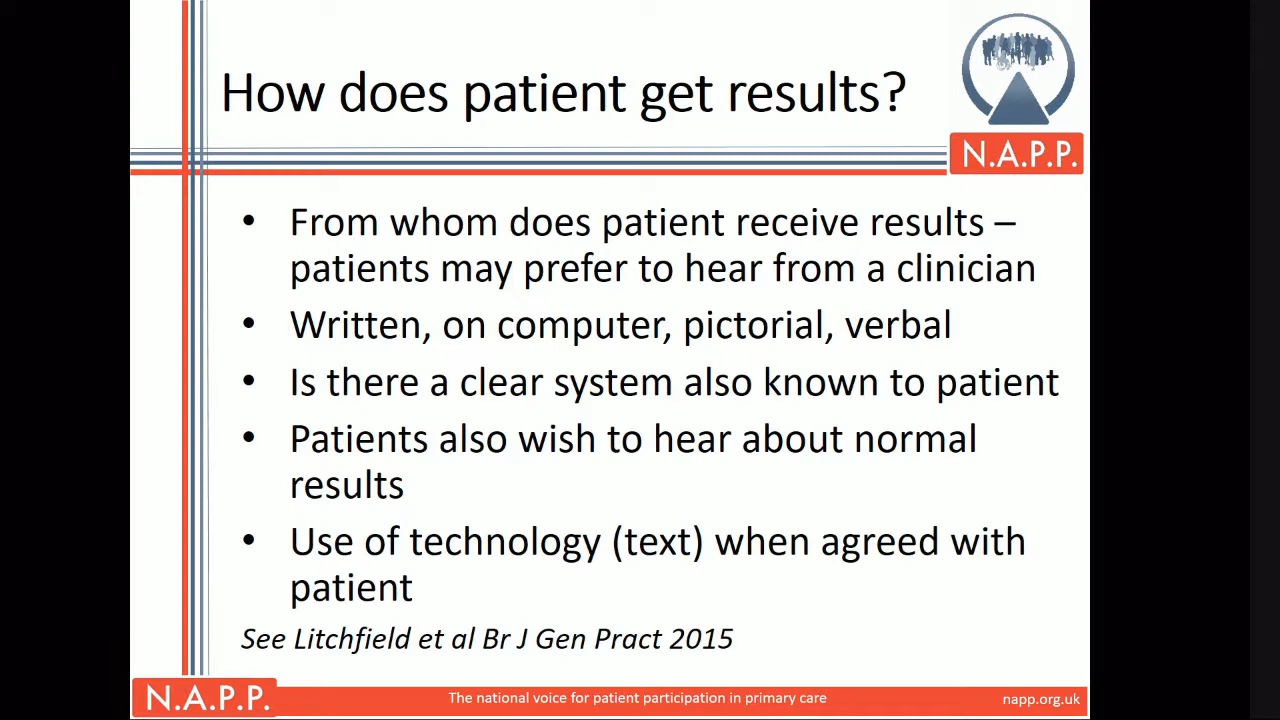 How does patient get results?
N.A.P.P.
• From whom does patient receive results –
patients may prefer to hear from a clinician
• Written, on computer, pictorial, verbal
• Is there a clear system also known to patient
• Patients also wish to hear about normal
results
• Use of technology (text) when agreed with
patient
See Litchfield et al Br J Gen Pract 2015
N.A.P.P.
The national voice for patient participation in primary care
napp.org.uk